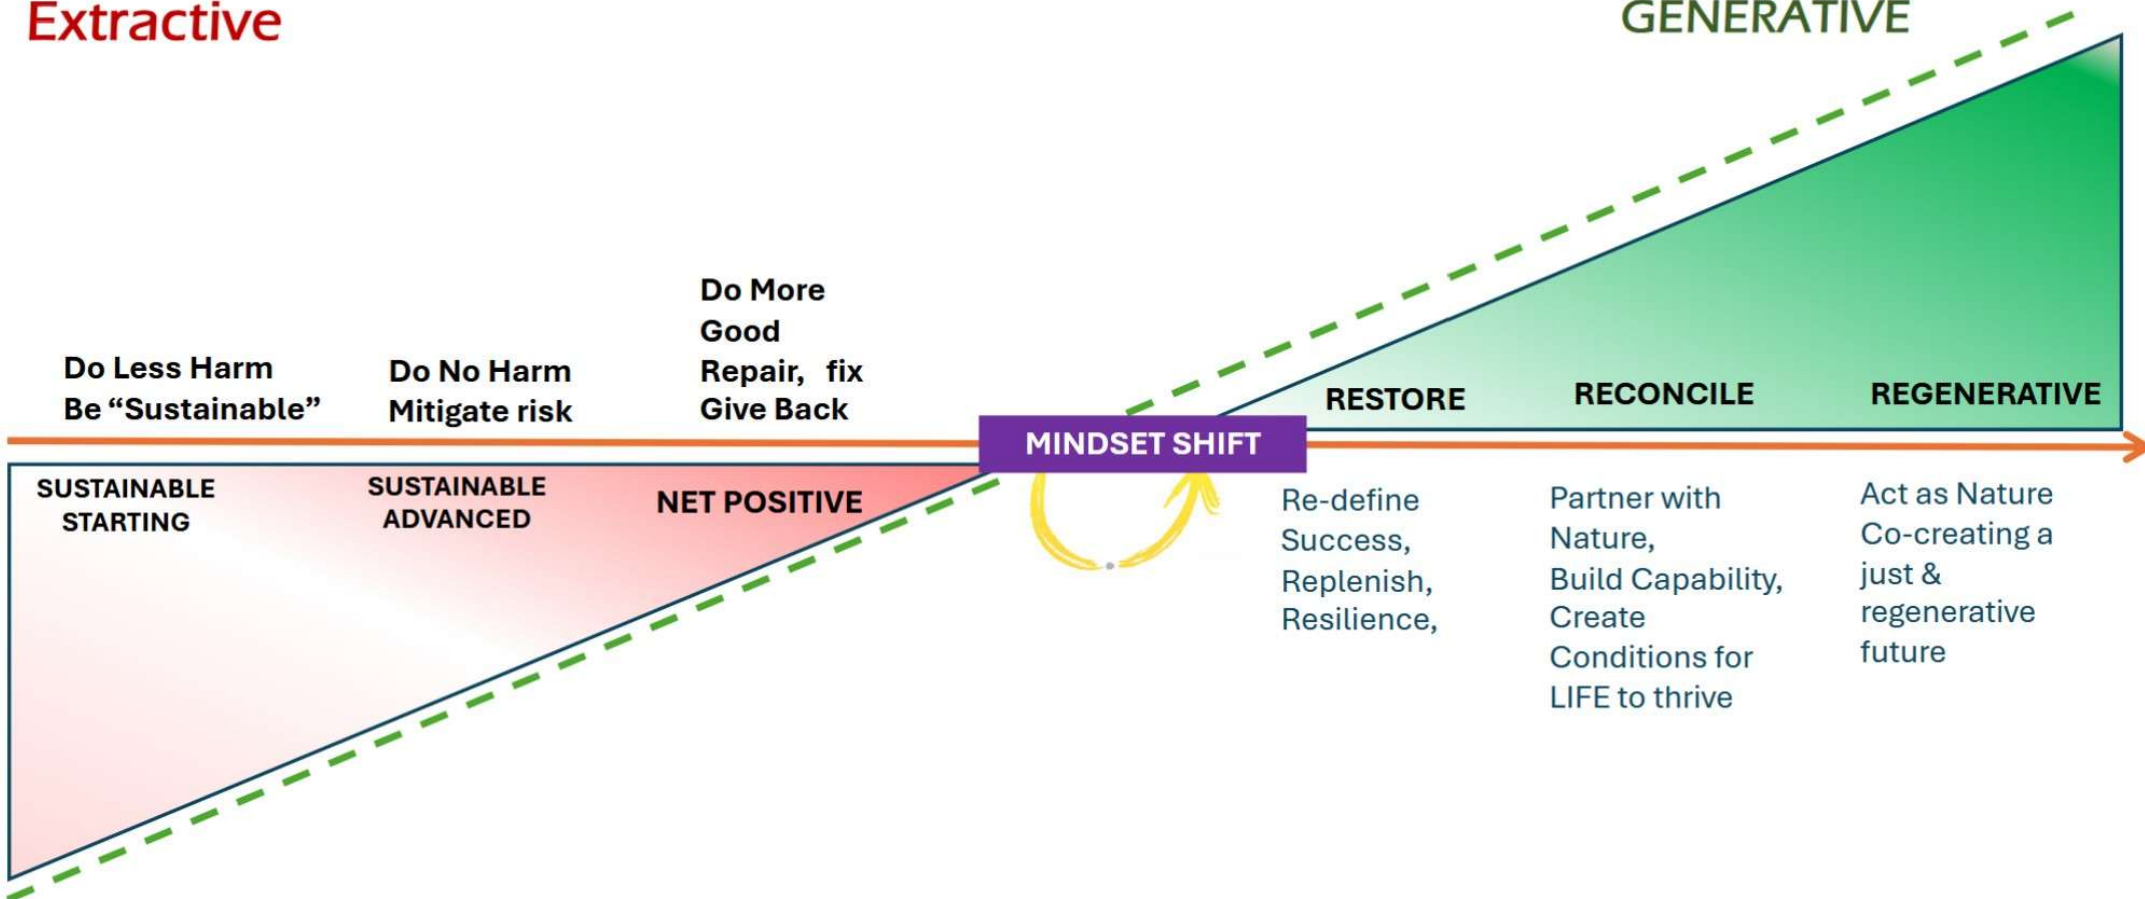 Extractive
GENERATIVE
Do Less Harm
Be “Sustainable”
Do No Harm
Mitigate risk
Do More
Good
Repair, fix
Give Back
SUSTAINABLE
STARTING
SUSTAINABLE
ADVANCED
NET POSITIVE
MINDSET SHIFT
RESTORE
RECONCILE
REGENERATIVE
Re-define
Success,
Replenish,
Resilience,
Partner with
Nature,
Build Capability,
Create
Conditions for
LIFE to thrive
Act as Nature
Co-creating a
just &
regenerative
future